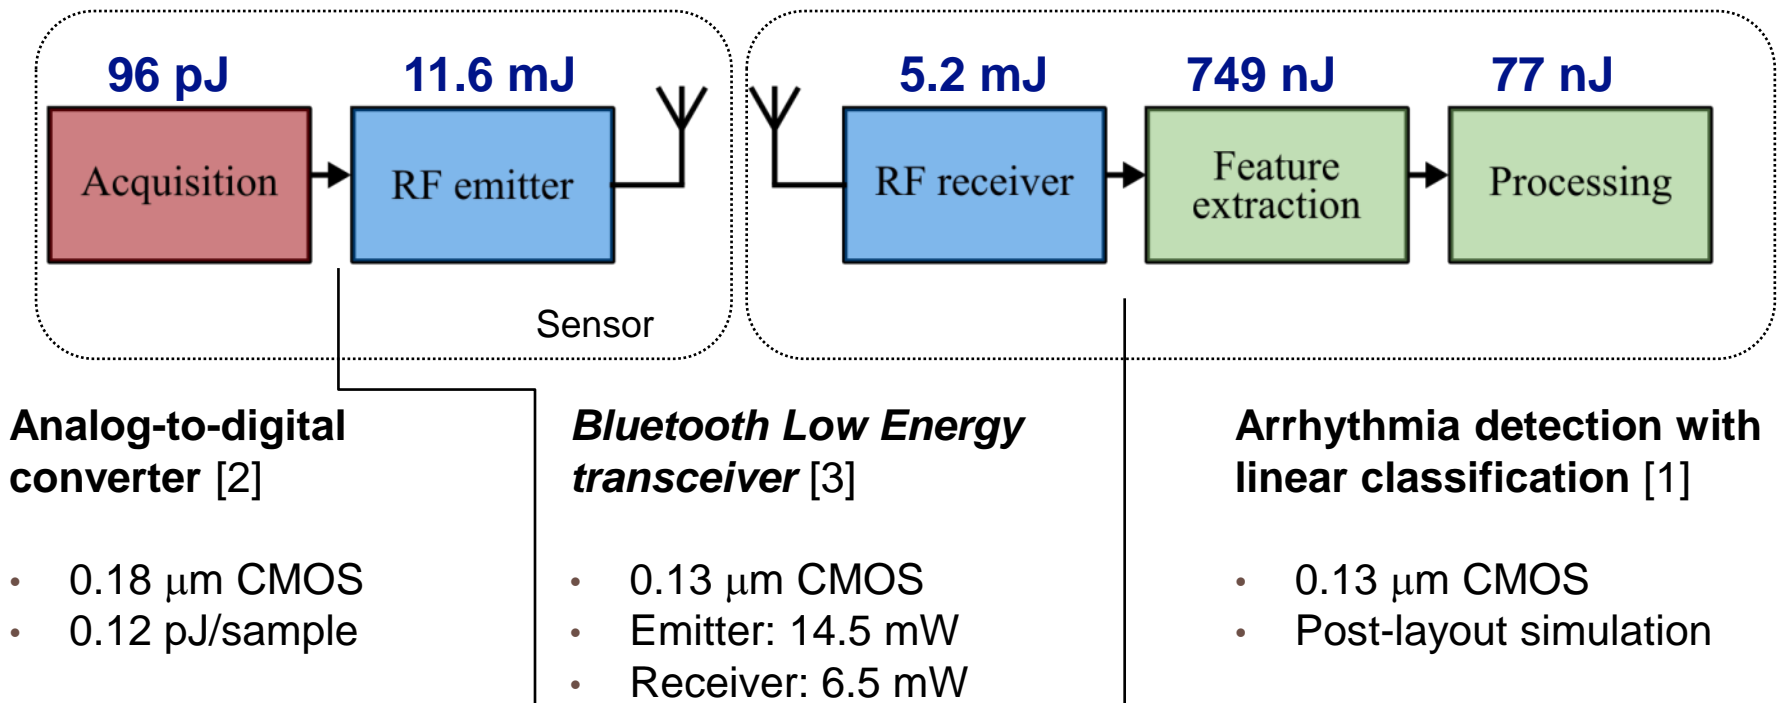 96 pJ
11.6 mJ
5.2 mJ
749 nJ
77 nJ
Acquisition
RF emitter
RF receiver
Feature
extraction
Processing
Sensor
Analog-to-digital
converter [2]
• 0.18 μm CMOS
• 0.12 pJ/sample
Bluetooth Low Energy
transceiver [3]
• 0.13 μm CMOS
• Emitter: 14.5 mW
• Receiver: 6.5 mW
Arrhythmia detection with
linear classification [1]
• 0.13 μm CMOS
• Post-layout simulation